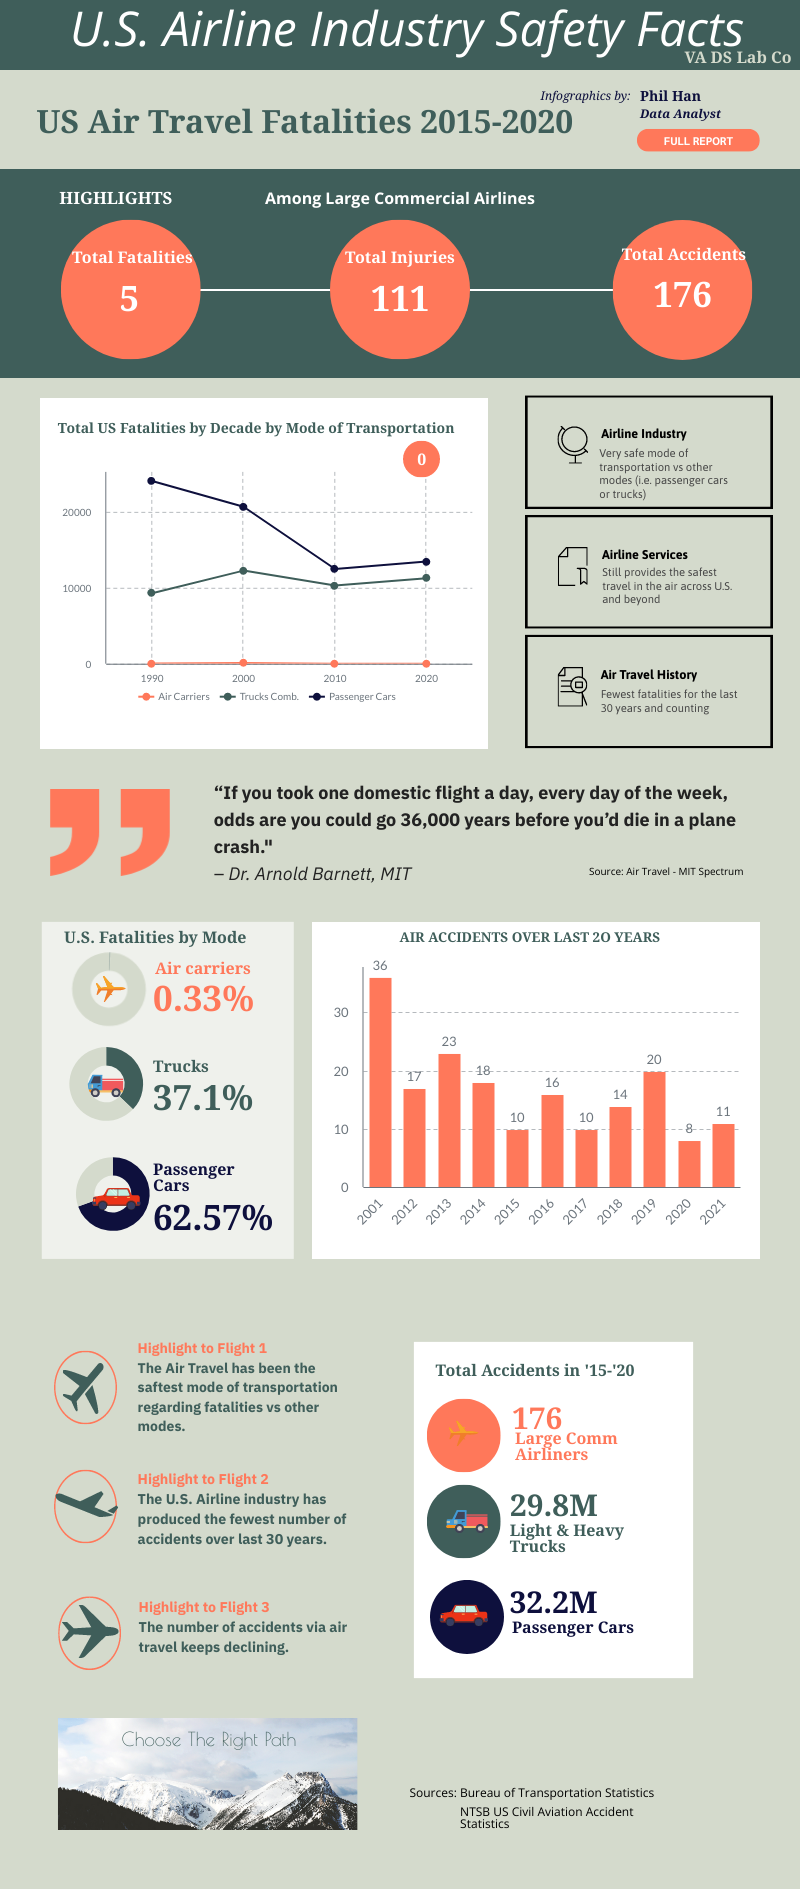 U.S. Airline Industry Safety Facts
VA DS Lab Co
Infographics by: Phil Han
Data Analyst
US Air Travel Fatalities 2015-2020
FULL REPORT
HIGHLIGHTS
Among Large Commercial Airlines
Total Fatalities
5
Total Injuries
111
Total Accidents
176
Total US Fatalities by Decade by Mode of Transportation
0
20000
10000
0
1990 2000 2010 2020
Air Carriers Trucks Comb. Passenger Cars
Airline Industry
Very safe mode of
transportation vs other
modes (i.e. passenger cars
or trucks)
Airline Services
Still provides the safest
travel in the air across U.S.
and beyond
Air Travel History
Fewest fatalities for the last
30 years and counting
“If you took one domestic flight a day, every day of the week,
odds are you could go 36,000 years before you’d die in a plane
crash."
– Dr. Arnold Barnett, MIT
Source: Air Travel - MIT Spectrum
U.S. Fatalities by Mode
Air carriers
0.33%
Trucks
37.1%
Passenger
Cars
62.57%
AIR ACCIDENTS OVER LAST 2O YEARS
30
20
10
0
36 17 23 18 10 16 10 14 20 8 11
2001 2012 2013 2014 2015 2016 2017 2018 2019 2020 2021
Highlight to Flight 1
The Air Travel has been the
saftest mode of transportation
regarding fatalities vs other
modes.
Highlight to Flight 2
The U.S. Airline industry has
produced the fewest number of
accidents over last 30 years.
Highlight to Flight 3
The number of accidents via air
travel keeps declining.
Total Accidents in '15-'20
176
Large Comm
Airliners
29.8M
Light & Heavy
Trucks
32.2M
Passenger Cars
Choose The Right Path
Sources: Bureau of Transportation Statistics
NTSB US Civil Aviation Accident
Statistics